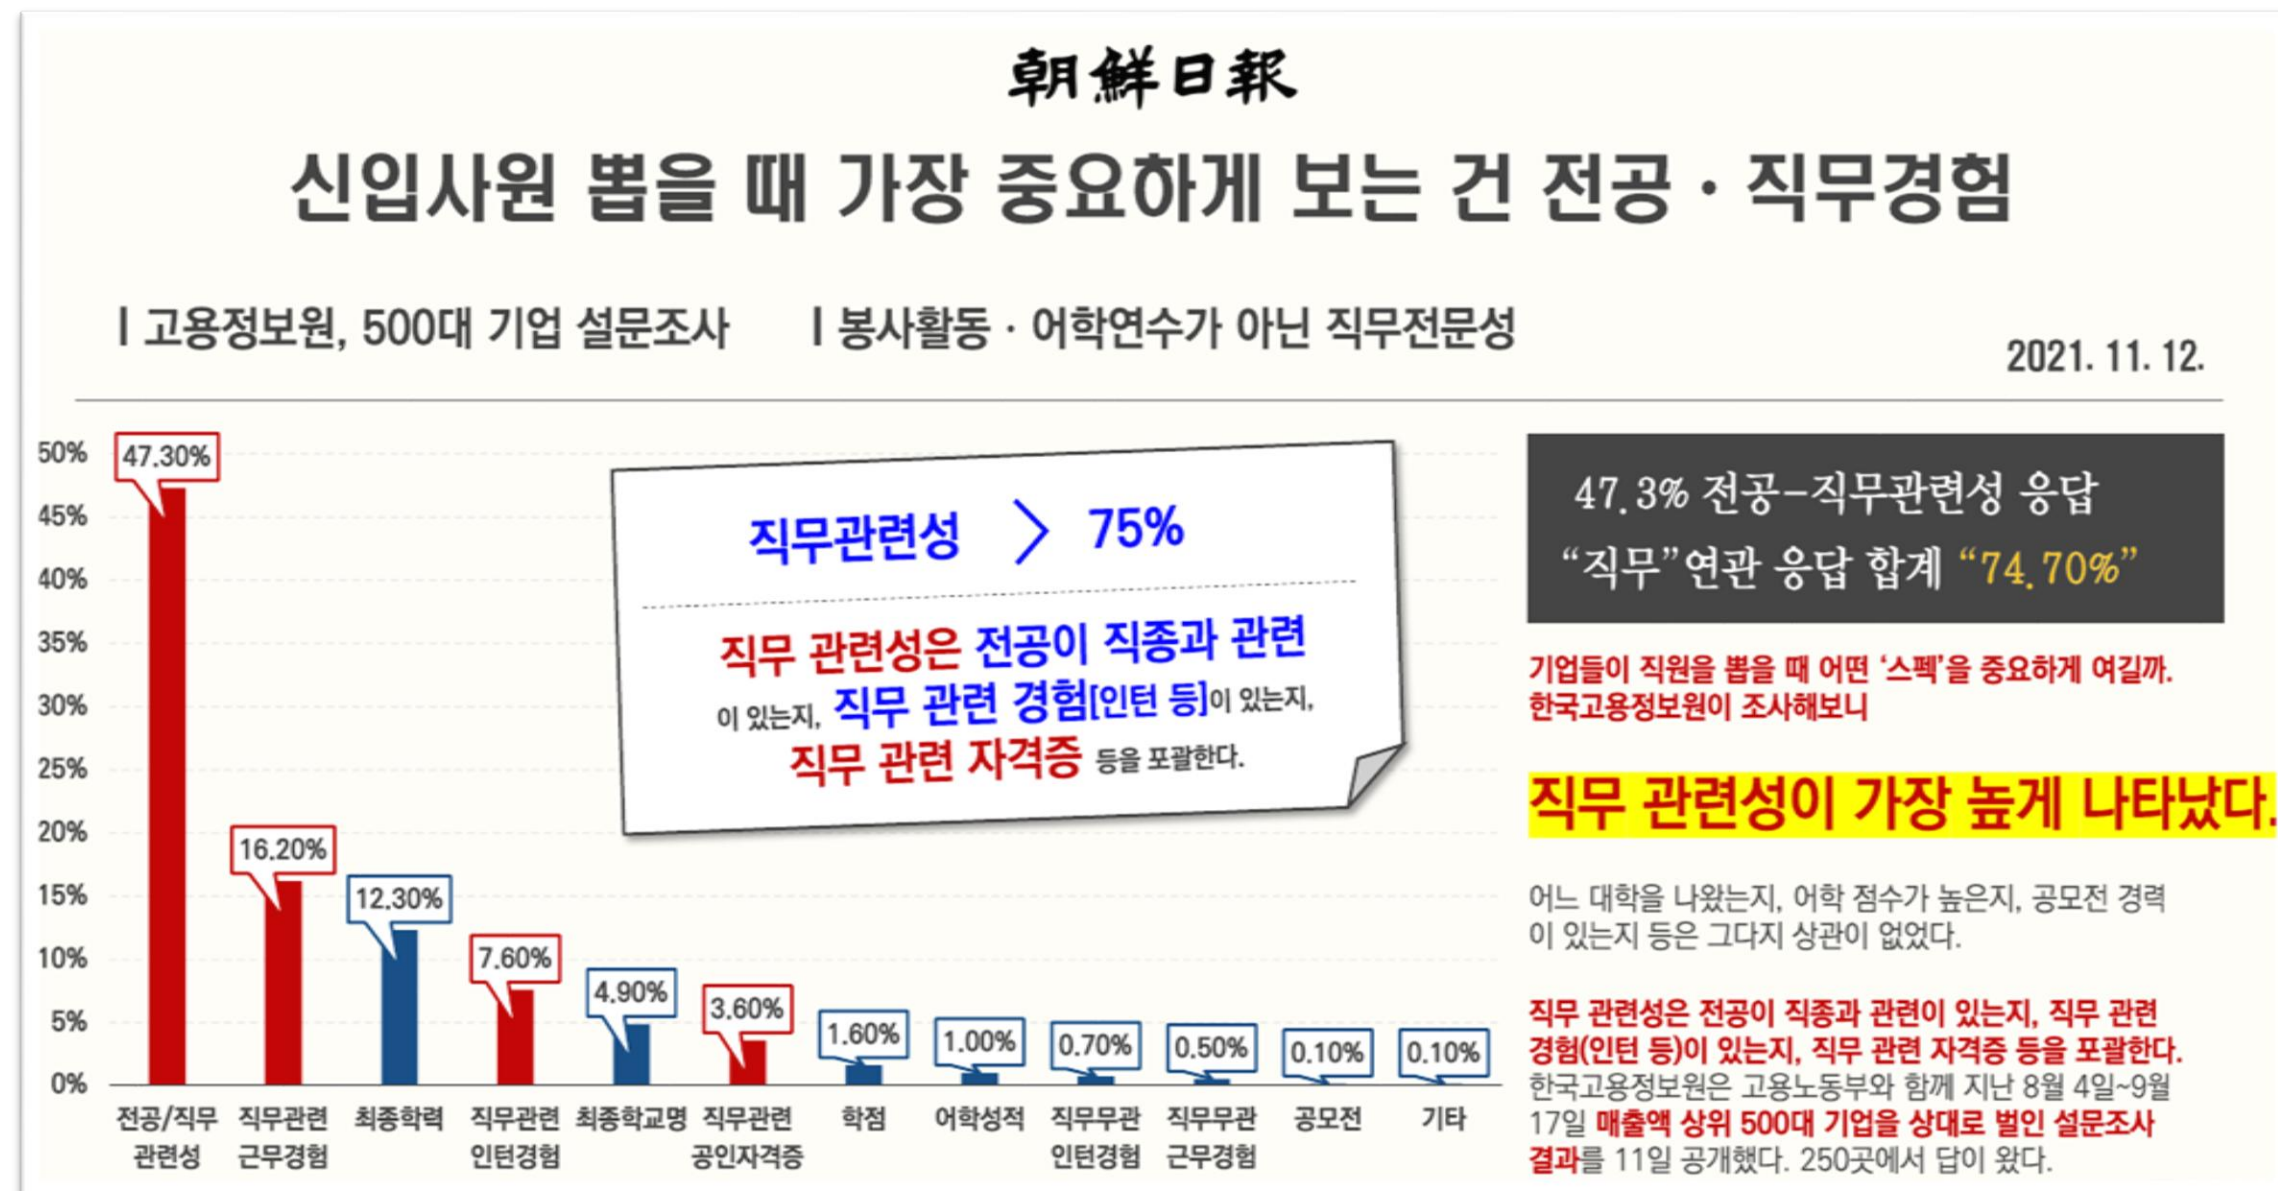 朝鮮日報
신입사원 뽑을 때 가장 중요하게 보는 건 전공 · 직무경험
| 고용정보원, 500대 기업 설문조사
| 봉사활동 · 어학연수가 아닌 직무전문성
2021. 11. 12.
50%
45%
40%
35%
30%
25%
20%
15%
10%
5%
0%
47.30%
16.20%
12.30%
7.60%
4.90%
3.60%
1.60%
1.00%
0.70%
0.50%
0.10%
0.10%
전공/직무
관련성
직무관련
근무경험
최종학력
직무관련
인턴경험
최종학교명
직무관련
공인자격증
학점
어학성적
직무무관
인턴경험
직무무관
근무경험
공모전
기타
직무관련성 > 75%
직무 관련성은 전공이 직종과 관련
이 있는지, 직무 관련 경험[인턴 등]이 있는지,
직무 관련 자격증 등을 포괄한다.
47.3% 전공-직무관련성 응답
“직무”연관 응답 합계 “74.70%”
기업들이 직원을 뽑을 때 어떤 ‘스펙’을 중요하게 여길까.
한국고용정보원이 조사해보니
직무 관련성이 가장 높게 나타났다.
어느 대학을 나왔는지, 어학 점수가 높은지, 공모전 경력
이 있는지 등은 그다지 상관이 없었다.
직무 관련성은 전공이 직종과 관련이 있는지, 직무 관련
경험(인턴 등)이 있는지, 직무 관련 자격증 등을 포괄한다.
한국고용정보원은 고용노동부와 함께 지난 8월 4일~9월
17일 매출액 상위 500대 기업을 상대로 벌인 설문조사
결과를 11일 공개했다. 250곳에서 답이 왔다.